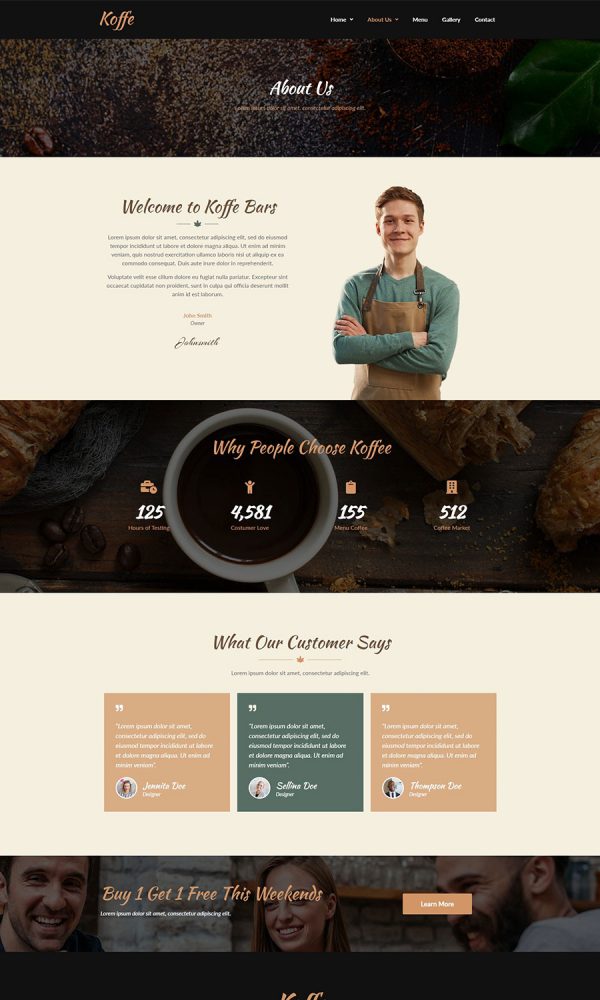 Koffe
Home
About Us
Menu
Gallery
Contact
About Us
Lorem ipsum dolor sit amet, consectetur adipiscing elit.
Welcome to Koffe Bars
Lorem ipsum dolor sit amet, consectetur adipiscing elit, sed do eiusmod
tempor incididunt ut labore et dolore magna aliqua. Ut enim ad minim
veniam, quis nostrud exercitation ullamco laboris nisi ut aliquip ex ea
commodo consequat. Duis aute irure dolor in reprehenderit.
Voluptate velit esse cillum dolore eu fugiat nulla pariatur. Excepteur sint
occaecat cupidatat non proident, sunt in culpa qui officia deserunt mollit
anim id est laborum.
John Smith
Owner
Johnsmith
Why People Choose Koffee
125
Hours of Testing
4,581
Costumer Love
155
Menu Coffee
512
Coffee Market
What Our Customer Says
Lorem ipsum dolor sit amet, consectetur adipiscing elit.
"Lorem ipsum dolor sit amet,
consectetur adipiscing elit, sed do
eiusmod tempor incididunt ut labore
et dolore magna aliqua. Ut enim ad
minim veniam".
Jennita Doe
Designer
"Lorem ipsum dolor sit amet,
consectetur adipiscing elit, sed do
eiusmod tempor incididunt ut labore
et dolore magna aliqua. Ut enim ad
minim veniam".
Sellina Doe
Designer
"Lorem ipsum dolor sit amet,
consectetur adipiscing elit, sed do
eiusmod tempor incididunt ut labore
et dolore magna aliqua. Ut enim ad
minim veniam".
Thompson Doe
Designer
Buy 1 Get 1 Free This Weekends
Lorem ipsum dolor sit amet, consectetur adipiscing elit.
Learn More
Koffe